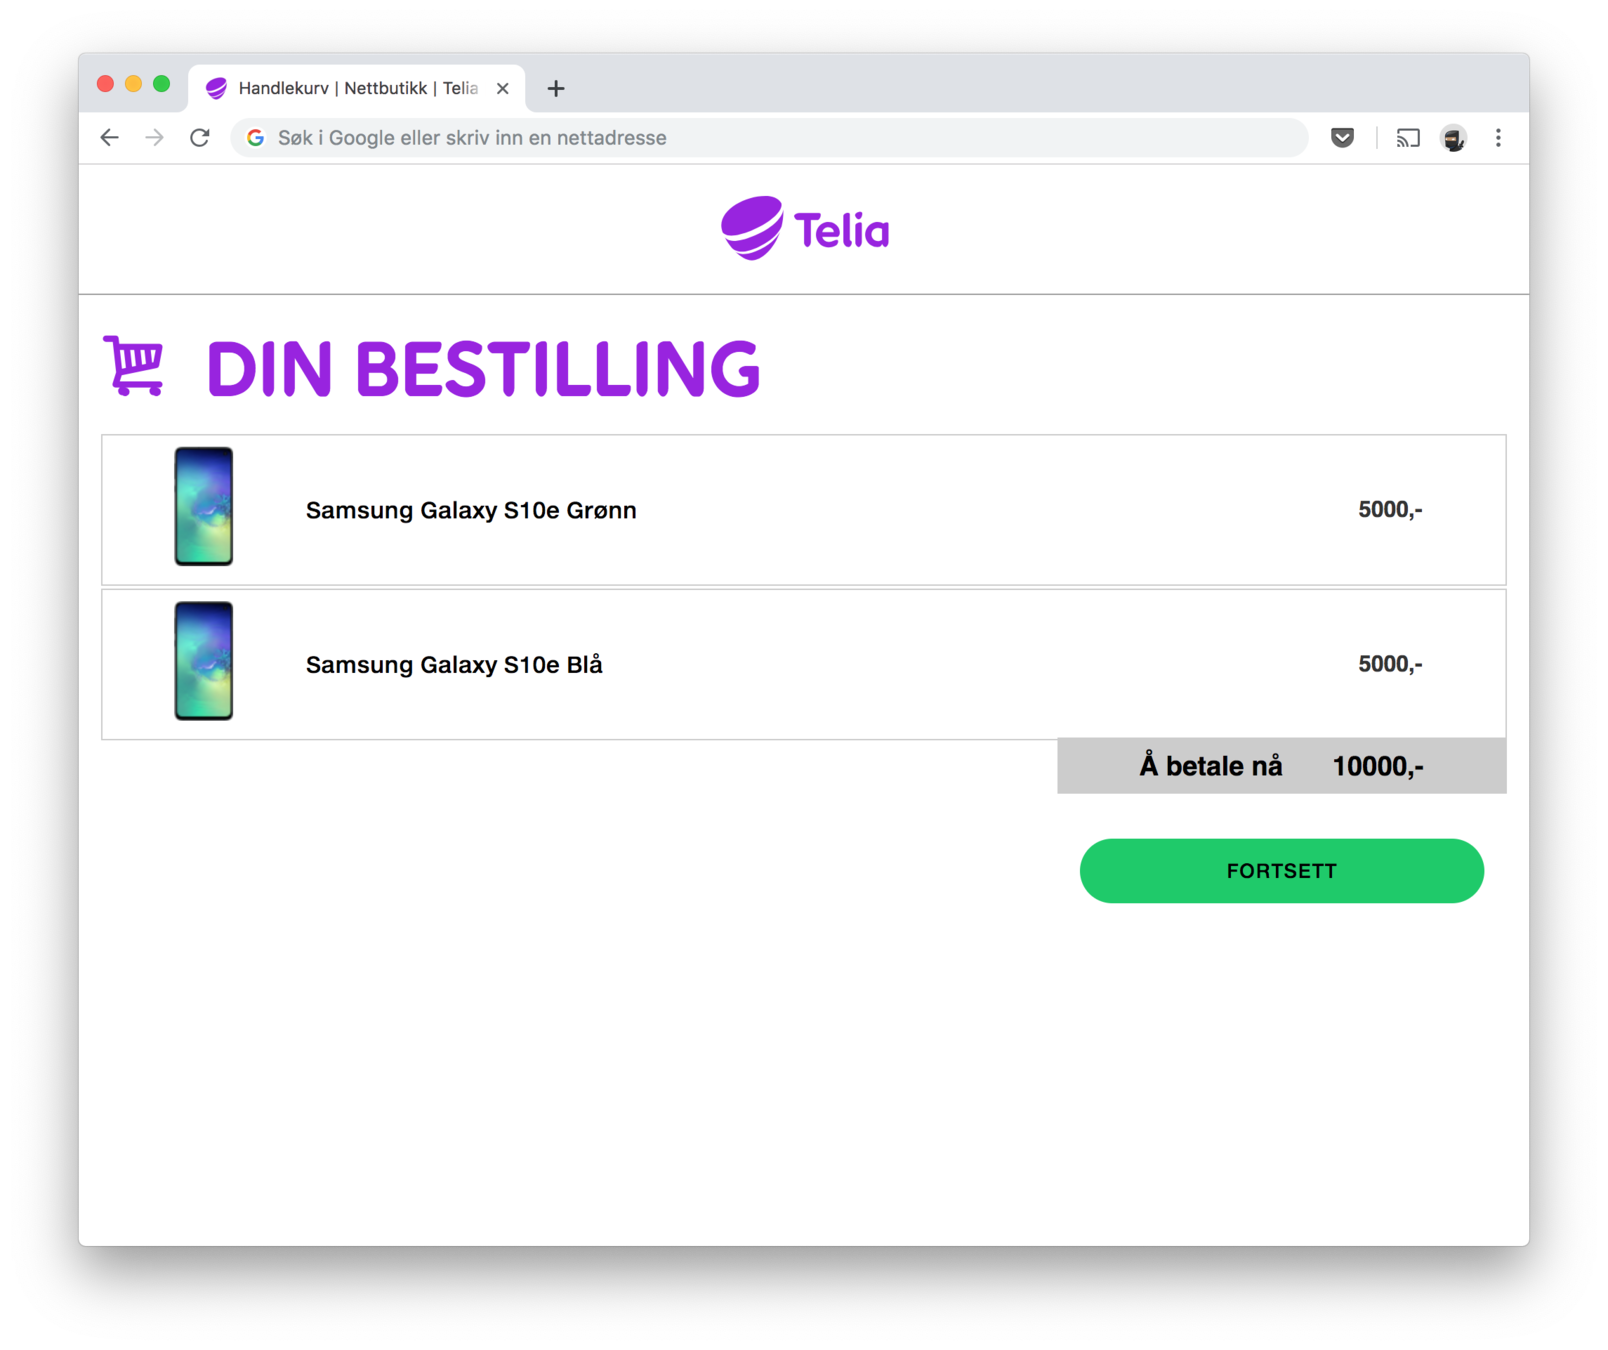 Handlekurv | Nettbutikk | Telia
Søk i Google eller skriv inn en nettadresse
Telia
DIN BESTILLING
Samsung Galaxy S10e Grønn 5000,-
Samsung Galaxy S10e Blå 5000,-
Å betale nå 10000,-
FORTSETT